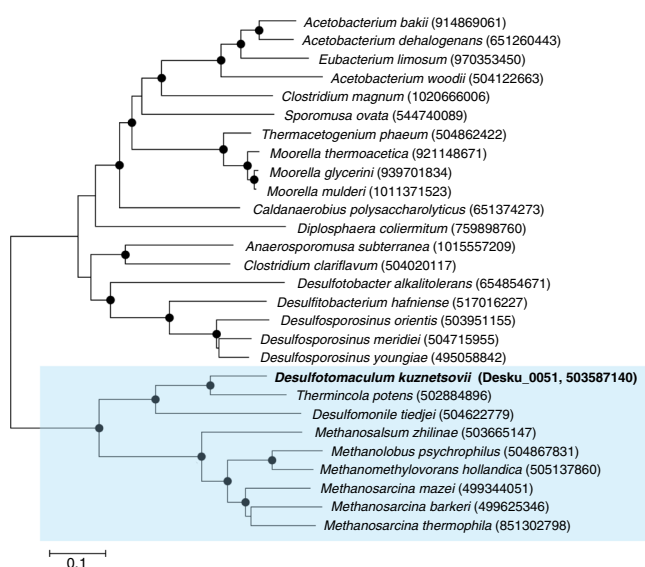 Acetobacterium bakii (914869061)
Acetobacterium dehalogenans (651260443)
Eubacterium limosum (970353450)
Acetobacterium woodii (504122663)
Clostridium magnum (1020666006)
Sporomusa ovata (544740089)
Thermacetogenium phaeum (504862422)
Moorella thermoacetica (921148671)
Moorella glycerini (939701834)
Moorella mulderi (1011371523)
Caldanaerobius polysaccharolyticus (651374273)
Diplosphaera coliermitum (759898760)
Anaerosporomusa subterranea (1015557209)
Clostridium clariflavum (504020117)
Desulfotobacter alkalitolerans (654854671)
Desulfitobacterium hafniense (517016227)
Desulfosporosinus orientis (503951155)
Desulfosporosinus meridiei (504715955)
Desulfosporosinus youngiae (495058842)
Desulfotomaculum kuznetsovii (Desku_0051, 503587140)
Thermincola potens (502884896)
Desulfomonile tiedjei (504622779)
Methanosalsum zhilinae (503665147)
Methanolobus psychrophilus (504867831)
Methanomethylovorans hollandica (505137860)
Methanosarcina mazei (499344051)
Methanosarcina barkeri (499625346)
Methanosarcina thermophila (851302798)
0.1